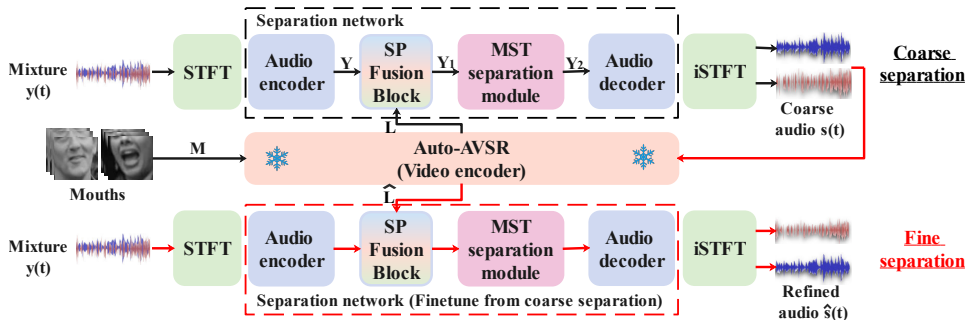 Separation network
Mixture
y(t)
STFT
Audio
encoder
Y
SP
Fusion
Block
Y₁
MST
separation
module
Y₂
Audio
decoder
iSTFT
Coarse
audio s(t)
Coarse
separation
L
Mouths
M
Auto-AVSR
(Video encoder)
L̂
Mixture
y(t)
STFT
Audio
encoder
SP
Fusion
Block
MST
separation
module
Audio
decoder
iSTFT
Refined
audio ŝ(t)
Fine
separation
Separation network (Finetune from coarse separation)